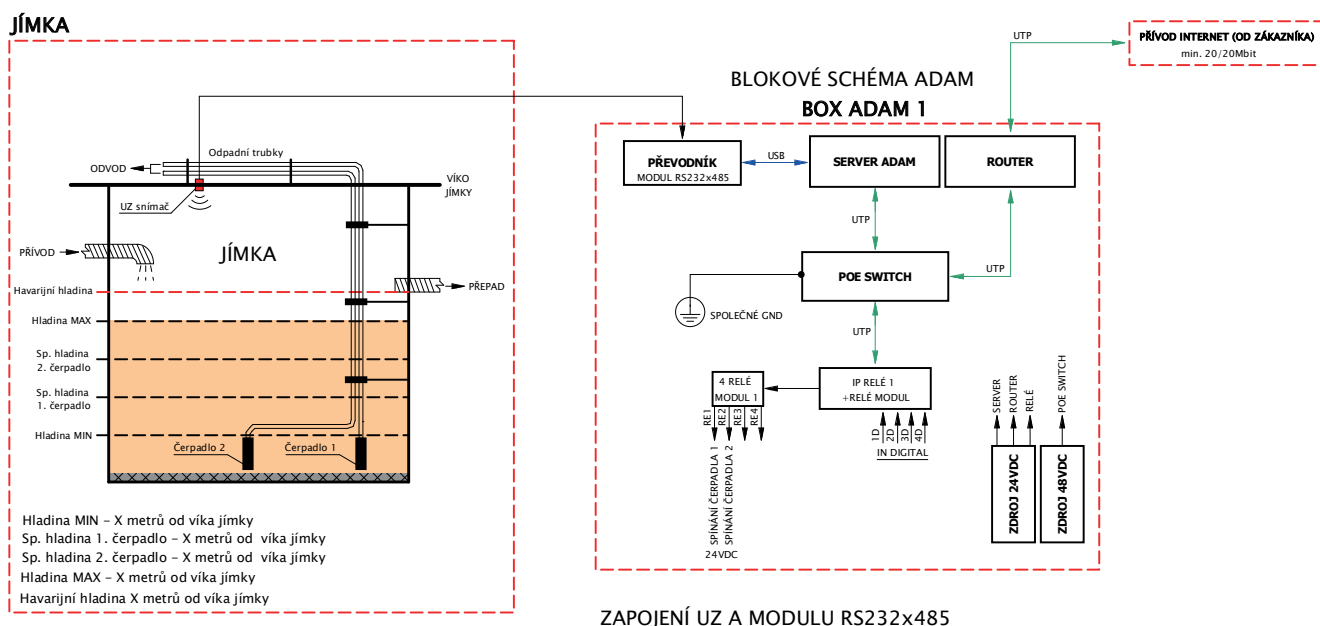 JÍMKA
ODVOD
Odpadní trubky
UZ snímač
VÍKO
JÍMKY
PŘÍVOD
JÍMKA
PŘEPAD
Havarijní hladina
Hladina MAX
Sp. hladina
2. čerpadlo
Sp. hladina
1. čerpadlo
Hladina MIN
Čerpadlo 2
Čerpadlo 1
Hladina MIN – X metrů od víka jímky
Sp. hladina 1. čerpadlo – X metrů od víka jímky
Sp. hladina 2. čerpadlo – X metrů od víka jímky
Hladina MAX – X metrů od víka jímky
Havarijní hladina X metrů od víka jímky
UTP
PŘÍVOD INTERNET (OD ZÁKAZNÍKA)
min. 20/20Mbit
BLOKOVÉ SCHÉMA ADAM
BOX ADAM 1
PŘEVODNÍK
MODUL RS232x485
USB
SERVER ADAM
ROUTER
UTP
POE SWITCH
UTP
SPOLEČNÉ GND
UTP
4 RELÉ
MODUL 1
IP RELÉ 1
+RELÉ MODUL
RE1
RE2
RE3
RE4
1D
2D
3D
4D
IN DIGITAL
SPÍNÁNÍ ČERPADLA 1
SPÍNÁNÍ ČERPADLA 2
24VDC
SERVER
ROUTER
RELÉ
POE SWITCH
ZDROJ 24VDC
ZDROJ 48VDC
ZAPOJENÍ UZ A MODULU RS232x485